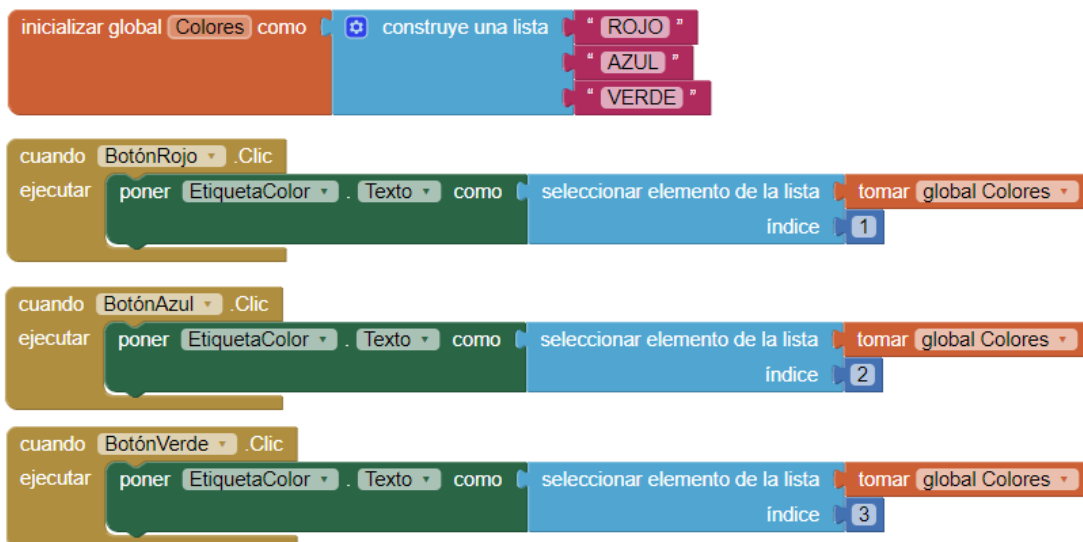 inicializar global Colores como construye una lista " ROJO "
" AZUL "
" VERDE "
cuando BotónRojo .Clic
ejecutar poner EtiquetaColor . Texto como seleccionar elemento de la lista tomar global Colores
índice 1
cuando BotónAzul .Clic
ejecutar poner EtiquetaColor . Texto como seleccionar elemento de la lista tomar global Colores
índice 2
cuando BotónVerde .Clic
ejecutar poner EtiquetaColor . Texto como seleccionar elemento de la lista tomar global Colores
índice 3